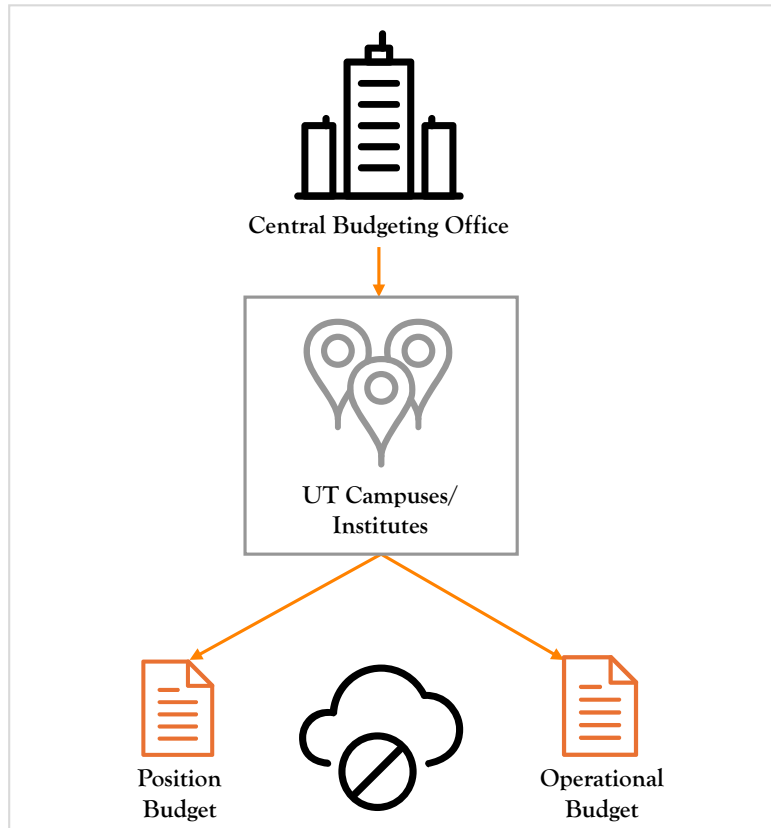 Central Budgeting Office
UT Campuses/
Institutes
Position
Budget
Operational
Budget